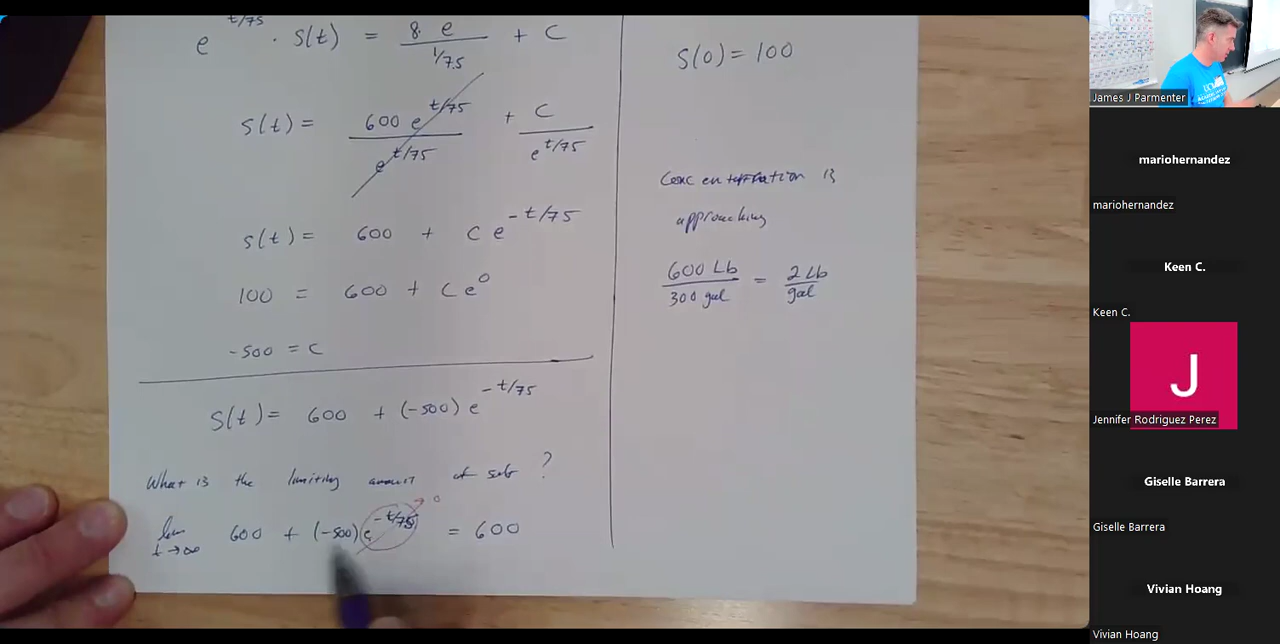 e^t/75 · S(t) = 8 e / 1/75 + C
S(t) = 600 e^t/75 / e^t/75 + C / e^t/75
S(t) = 600 + C e^-t/75
100 = 600 + C e^0
-500 = C
S(t) = 600 + (-500) e^-t/75
What is the limiting amount of salt ?
lim t→∞ 600 + (-500) e^-t/75 → 0 = 600
S(0) = 100
Concentration is
approaching
600 Lb / 300 gal = 2 Lb / gal
James J Parmenter
mariohernandez
mariohernandez
Keen C.
Keen C.
J
Jennifer Rodriguez Perez
Giselle Barrera
Giselle Barrera
Vivian Hoang
Vivian Hoang